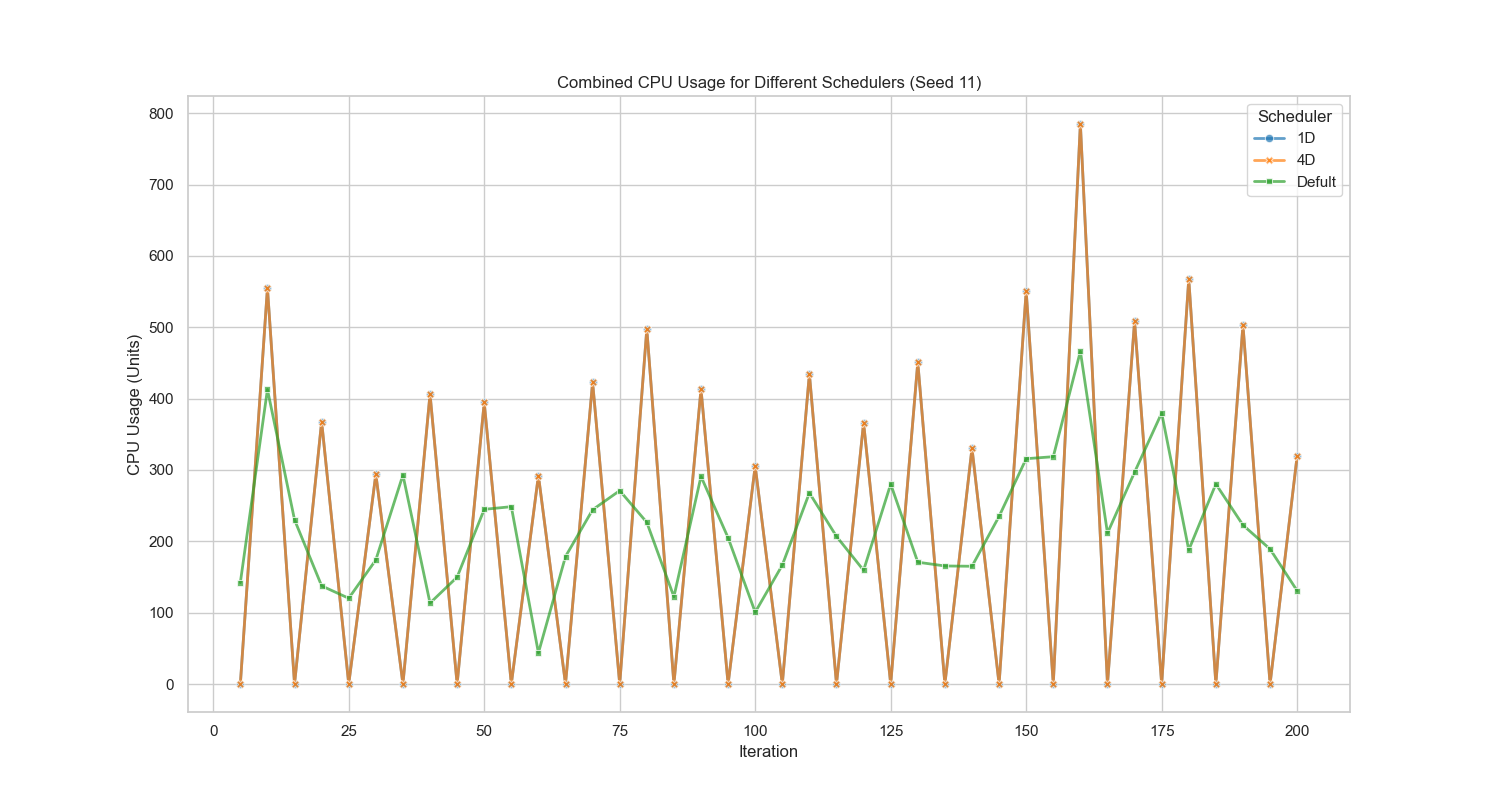 Combined CPU Usage for Different Schedulers (Seed 11)
CPU Usage (Units)
800
700
600
500
400
300
200
100
0
Scheduler
1D
4D
Defult
0 25 50 75 100 125 150 175 200
Iteration